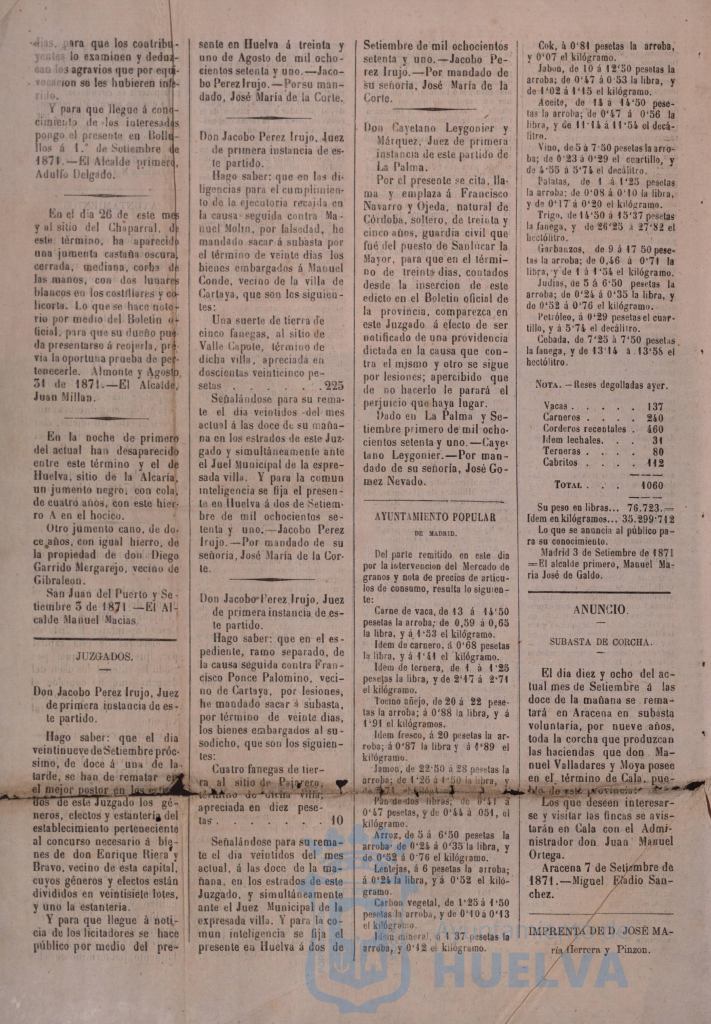 dias, para que los contribu-
yentes lo examinen y deduz-
can los agravios que por equi-
vocacion se les hubieren infe-
rido.
Y para que llegue á cono-
cimiento de los interesados
pongo el presente en Bollu-
llos á 1.° de Setiembre de
1871.—El Alcalde primero,
Adulfo Delgado.
En el dia 26 de este mes
y al sitio del Chaparral, de
este término, ha aparecido
una jumenta castaña oscura,
cerrada, mediana, corba de
las manos, con dos lunares
blancos en los costillares y co-
licorta. Lo que se hace noto-
rio por medio del Boletin o-
ficial, para que su dueño pue-
da presentarse á recojerla, pré-
via la oportuna prueba de per-
tenecerle. Almonte y Agosto
31 de 1871.—El Alcalde,
Juan Millan.
En la noche de primero
del actual han desaparecido
entre este término y el de
Huelva, sitio de la Alcaria,
un jumento negro, con cola,
de cuatro años, con este hier-
ro A en el hocico.
Otro jumento cano, de do-
ce años, con igual hierro, de
la propiedad de don Diego
Garrido Mergarejo, vecino de
Gibraleon.
San Juan del Puerto y Se-
tiembre 3 de 1871.—El Al-
calde Manuel Macias.
JUZGADOS.
Don Jacobo Perez Irujo, Juez
de primera instancia de es-
te partido.
Hago saber: que el dia
veintinueve de Setiembre próc-
simo, de doce á una de la
tarde, se han de rematar en
el mejor postor en los estra-
dos de este Juzgado los gé-
neros, efectos y estantería del
establecimiento perteneciente
al concurso necesario á bie-
nes de don Enrique Riera y
Bravo, vecino de esta capital,
cuyos géneros y efectos están
divididos en veintisiete lotes,
y uno la estantería.
Y para que llegue á noti-
cia de los licitadores se hace
público por medio del pre-
sente en Huelva á treinta y
uno de Agosto de mil ocho-
cientos setenta y uno.—Jaco-
bo Perez Irujo.—Por su man-
dado, José María de la Corte.
Don Jacobo Perez Irujo, Juez
de primera instancia de es-
te partido.
Hago saber: que en las di-
ligencias para el cumplimien-
to de la ejecutoria recaida en
la causa seguida contra Ma-
nuel Molin, por falsedad, he
mandado sacar á subasta por
el término de veinte dias los
bienes embargados á Manuel
Conde, vecino de la villa de
Cartaya, que son los siguien-
tes:
Una suerte de tierra de
cinco fanegas, al sitio de
Valle Capote, término de
dicha villa, apreciada en
doscientas veinticinco pe-
setas . . . . . . 225
Señalándose para su rema-
te el dia veintidos del mes
actual á las doce de su maña-
na en los estrados de este Juz-
gado y simultáneamente ante
el Juel Municipal de la espre-
sada villa. Y para la comun
inteligencia se fija el presen-
te en Huelva á dos de Setiem-
bre de mil ochocientos se-
tenta y uno.—Jacobo Perez
Irujo.—Por mandado de su
señoria, José María de la Cor-
te.
Don Jacobo Perez Irujo, Juez
de primera instancia de es-
te partido.
Hago saber: que en el es-
pediente, ramo separado, de
la causa seguida contra Fran-
cisco Ponce Palomino, veci-
no de Cartaya, por lesiones,
he mandado sacar á subasta,
por término de veinte dias,
los bienes embargados al su-
sodicho, que son los siguien-
tes:
Cuatro fanegas de tier-
ra al sitio de
término de dicha villa,
apreciada en diez pese-
tas . . . . . . . 10
Señalándose para su rema-
te el dia veintidos del mes
actual, á las doce de la ma-
ñana, en los estrados de este
Juzgado, y simultáneamente
ante el Juez Municipal de la
expresada villa. Y para la co-
mun inteligencia se fija el
presente en Huelva á dos de
Setiembre de mil ochocientos
setenta y uno.—Jacobo Pe-
rez Irujo.—Por mandado de
su señoria, José María de la
Corte.
Don Cayetano Leygonier y
Márquez, Juez de primera
instancia de este partido de
La Palma.
Por el presente se cita, lla-
ma y emplaza á Francisco
Navarro y Ojeda, natural de
Córdoba, soltero, de treinta y
cinco años, guardia civil que
fué del puesto de Sanlúcar la
Mayor, para que en el térmi-
no de treinta dias, contados
desde la insercion de este
edicto en el Boletin oficial de
la provincia, comparezca en
este Juzgado á efecto de ser
notificado de una providencia
dictada en la causa que con-
tra el mismo y otro se sigue
por lesiones; apercibido que
de no hacerlo le parará el
perjuicio que haya lugar.
Dado en La Palma y Se-
tiembre primero de mil ocho-
cientos setenta y uno.—Caye-
tano Leygonier.—Por man-
dado de su señoria, José Go-
mez Nevado.
AYUNTAMIENTO POPULAR
DE MADRID.
Del parte remitido en este dia
por la intervencion del Mercado de
granos y nota de precios de artícu-
los de consumo, resulta lo siguien-
te:
Carne de vaca, de 13 á 14'50
pesetas la arroba; de 0,59 á 0,65
la libra, y á 1'53 el kilógramo.
Idem de carnero, á 0'68 pesetas
la libra, y á 1'41 el kilógramo.
Idem de ternera, de 1 á 1'25
pesetas la libra, y de 2'17 á 2'71
el kilógramo.
Tocino añejo, de 20 á 22 pese-
tas la arroba; á 0'88 la libra, y á
1'91 el kilógramos.
Idem fresco, á 20 pesetas la ar-
roba; á 0'87 la libra y á 1'89 el
kilógramo.
Jamon, de 22'50 á 28 pesetas la
arroba; de 1'26 á 1'50 la libra, y
Pan de dos libras, de 0'41 á
0'47 pesetas, y de 0'44 á 051, el
kilógramo.
Arroz, de 5 á 6'50 pesetas la
arroba de 0'24 á 0'35 la libra, y de
0'52 á 0'76 el kilógramo.
Lentejas, á 6 pesetas la arroba;
á 0'24 la libra, y á 0'52 el kiló-
gramo.
Carbon vegetal, de 1'25 á 1'50
pesetas la arroba, y de 0'10 á 0'13
el kilógramo.
Idem mineral, á 1'37 pesetas la
arroba, y 0'12 el kilógramo.
Cok, á 0'81 pesetas la arroba,
y 0'07 el kilógramo.
Jabon, de 10 á 12'50 pesetas la
arroba; de 0'47 á 0'53 la libra, y
de 1'02 á 1'15 el kilógramo.
Aceite, de 14 á 14'50 pese-
tas la arroba; de 0'47 á 0'56 la
libra, y de 11'14 á 11'54 el decá-
litro.
Vino, de 5 á 7'50 pesetas la arro-
ba; de 0'23 á 0'29 el cuartillo, y
de 4'55 á 5'74 el decálitro.
Patatas, de 1 á 1'25 pesetas
la arroba; de 0'08 á 0'10 la libra,
y de 0'17 á 0'20 el kilógramo.
Trigo, de 14'50 á 15'37 pesetas
la fanega, y de 26'25 á 27'82 el
hectólitro.
Garbanzos, de 9 á 17 50 pese-
tas la arroba; de 0,46 á 0'71 la
libra, y de 1 á 1'54 el kilógramo.
Judías, de 5 á 6'50 pesetas la
arroba; de 0'24 á 0'35 la libra, y
de 0'52 á 0'76 el kilógramo.
Petróleo, á 0'29 pesetas el cuar-
tillo, y á 5'74 el decálitro.
Cebada, de 7'25 á 7'50 pesetas
la fanega, y de 13'14 á 13'55 el
hectólitro.
NOTA.—Reses degolladas ayer.
Vacas . . . . . 137
Carneros . . . . 240
Corderos recentales . 460
Idem lechales. . . . 31
Terneras . . . . 80
Cabritos . . . . 112
TOTAL . . . . 1060
Su peso en libras... 76.723.—
Idem en kilógramos... 35.299'712
Lo que se anuncia al público pa-
ra su conocimiento.
Madrid 3 de Setiembre de 1871
=El alcalde primero, Manuel Ma-
ria José de Galdo.
ANUNCIO.
SUBASTA DE CORCHA.
El dia diez y ocho del ac-
tual mes de Setiembre á las
doce de la mañana se rema-
tará en Aracena en subasta
voluntaria, por nueve años,
toda la corcha que produzcan
las haciendas que don Ma-
nuel Valladares y Moya posee
en el término de Cala, pue-
blo de esta provincia.
Los que deseen interesar-
se y visitar las fincas se avis-
tarán en Cala con el Admi-
nistrador don Juan Manuel
Ortega.
Aracena 7 de Setiembre de
1871.—Miguel Eladio San-
chez.
IMPRENTA DE D. JOSÉ MA-
ría Herrera y Pinzon.
HUELVA